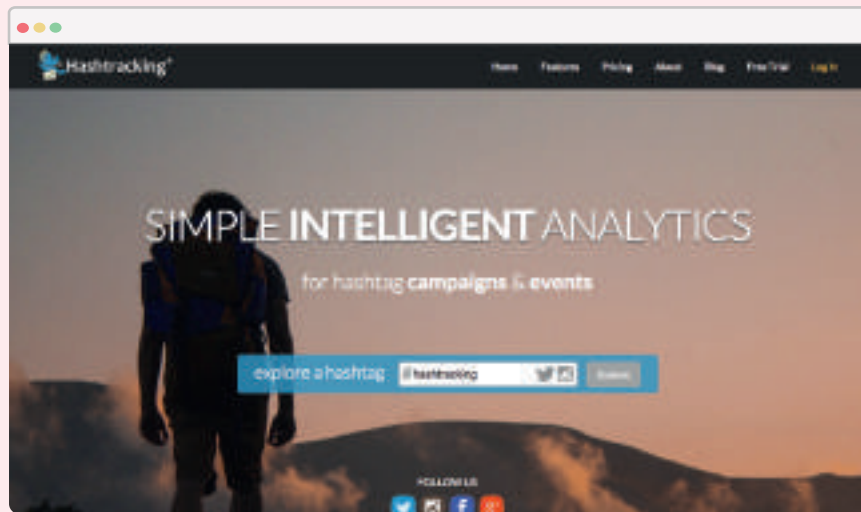 Hashtracking
Home Features Pricing About Blog Free Trial Log In
SIMPLE INTELLIGENT ANALYTICS
for hashtag campaigns & events
explore a hashtag #hashtracking
FOLLOW US